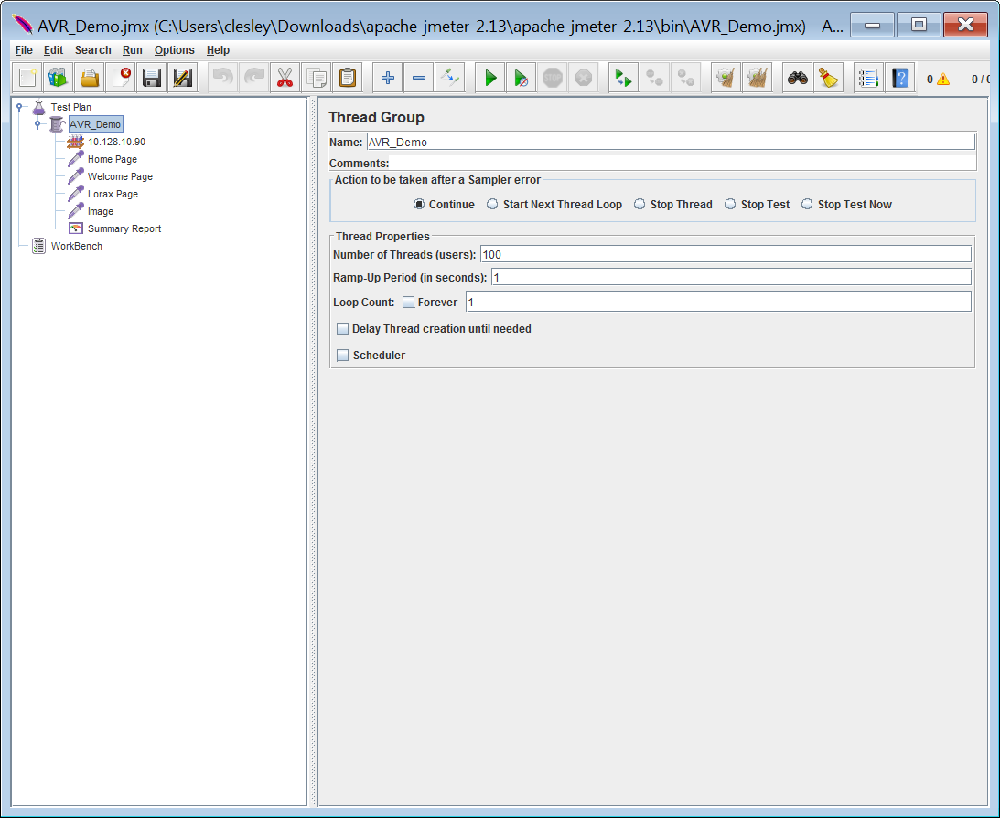 AVR_Demo.jmx (C:\Users\clesley\Downloads\apache-jmeter-2.13\apache-jmeter-2.13\bin\AVR_Demo.jmx) - A...
File Edit Search Run Options Help
STOP
0 0 / 0
Test Plan
AVR_Demo
10.128.10.90
Home Page
Welcome Page
Lorax Page
Image
Summary Report
WorkBench
Thread Group
Name: AVR_Demo
Comments:
Action to be taken after a Sampler error
Continue Start Next Thread Loop Stop Thread Stop Test Stop Test Now
Thread Properties
Number of Threads (users): 100
Ramp-Up Period (in seconds): 1
Loop Count: Forever 1
Delay Thread creation until needed
Scheduler